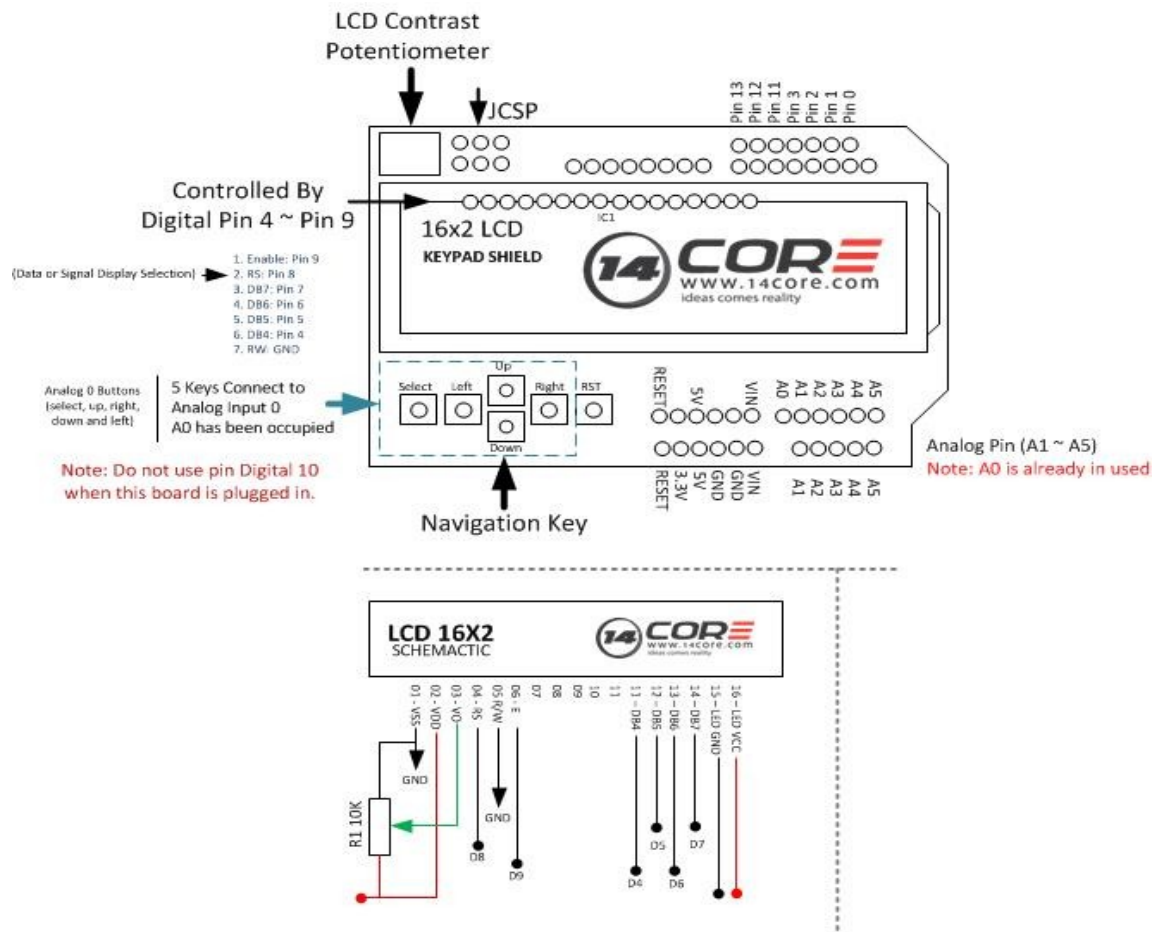 LCD Contrast
Potentiometer
JCSP
Pin 13
Pin 12
Pin 11
Pin 3
Pin 2
Pin 1
Pin 0
Controlled By
Digital Pin 4 ~ Pin 9
IC1
16x2 LCD
KEYPAD SHIELD
14 CORE
www.14core.com
ideas comes reality
(Data or Signal Display Selection)
1. Enable: Pin 9
2. RS: Pin 8
3. DB7: Pin 7
4. DB6: Pin 6
5. DB5: Pin 5
6. DB4: Pin 4
7. RW: GND
Analog 0 Buttons
(select, up, right,
down and left)
5 Keys Connect to
Analog Input 0
A0 has been occupied
Select
Left
Up
Down
Right
RST
RESET
5V
VIN
A0
A1
A2
A3
A4
A5
RESET
3.3V
5V
GND
GND
VIN
A1
A2
A3
A4
A5
Analog Pin (A1 ~ A5)
Note: A0 is already in used
Note: Do not use pin Digital 10
when this board is plugged in.
Navigation Key
LCD 16X2
SCHEMACTIC
14 CORE
www.14core.com
ideas comes reality
01 - VSS
02 - VDD
03 - VO
04 - RS
05 R/W
06 - E
D7
D8
D9
10
11
11 - DB4
12 - DB5
13 - DB6
14 - DB7
15 - LED GND
16 - LED VCC
GND
R1 10K
GND
D8
D9
D5
D7
D4
D6